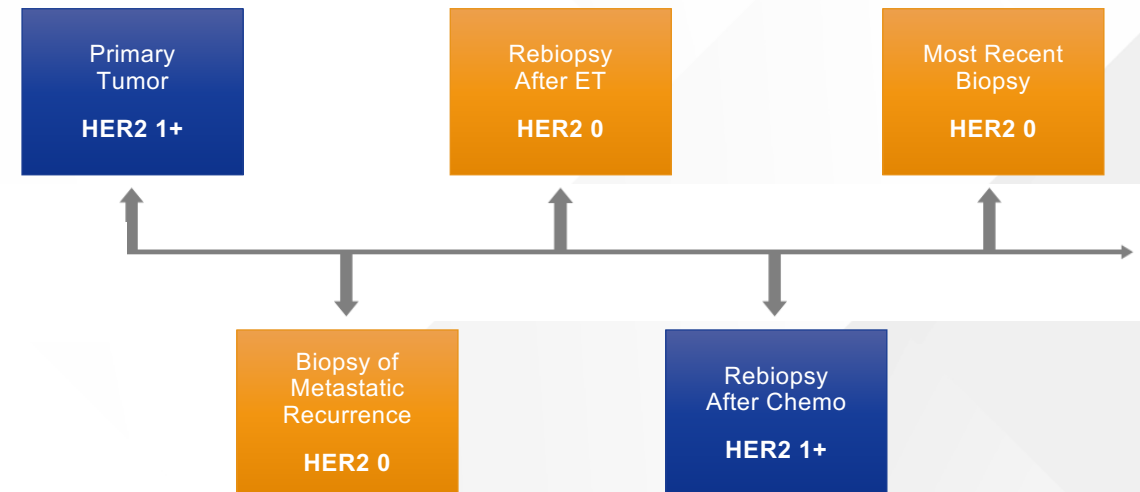 Primary
Tumor
HER2 1+
Rebiopsy
After ET
HER2 0
Most Recent
Biopsy
HER2 0
Biopsy of
Metastatic
Recurrence
HER2 0
Rebiopsy
After Chemo
HER2 1+